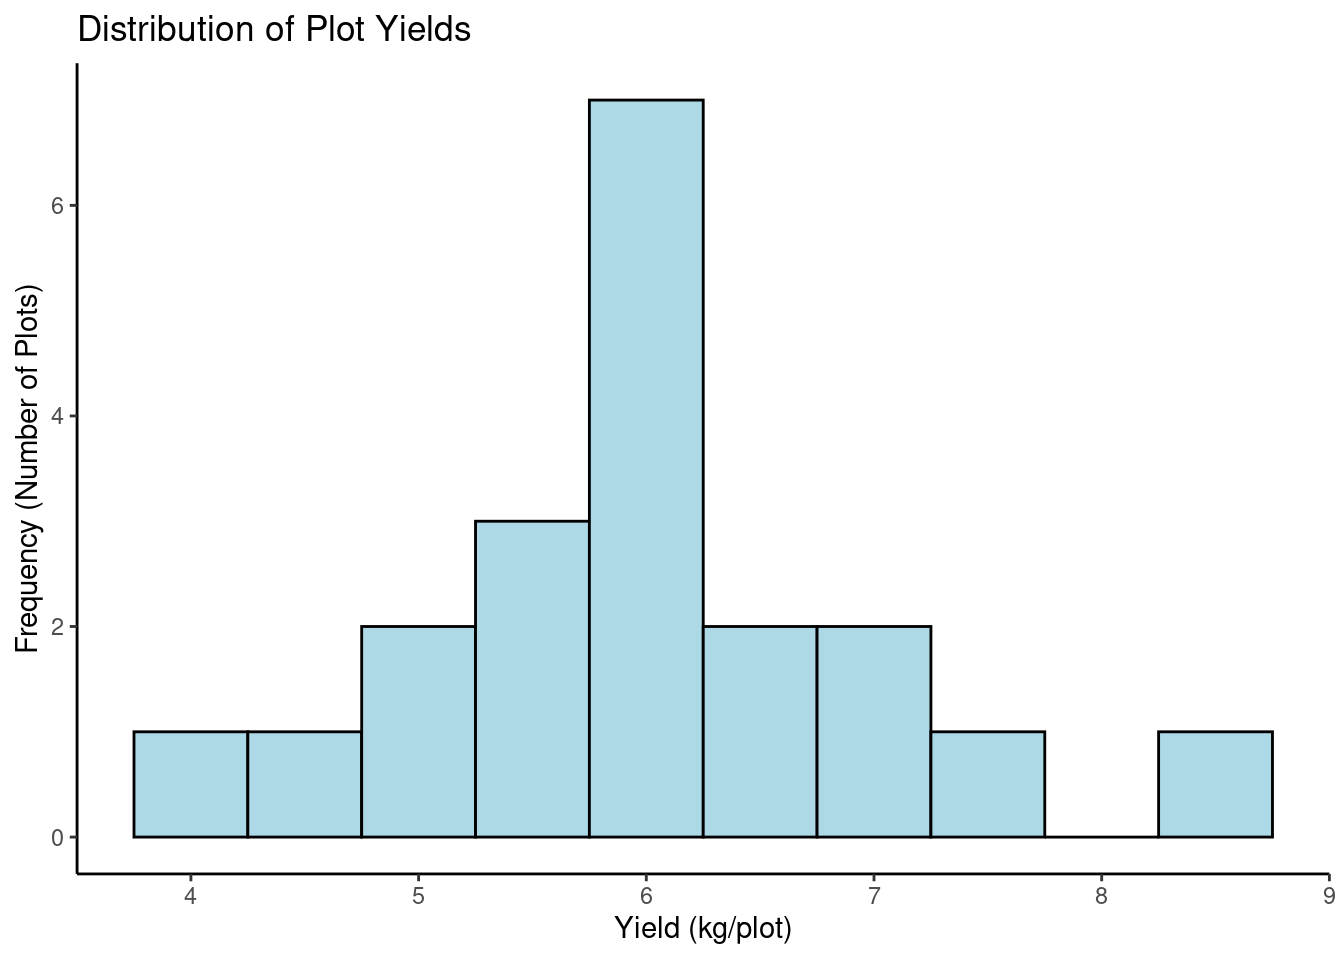 Distribution of Plot Yields
Frequency (Number of Plots)
6
4
2
0
4 5 6 7 8 9
Yield (kg/plot)